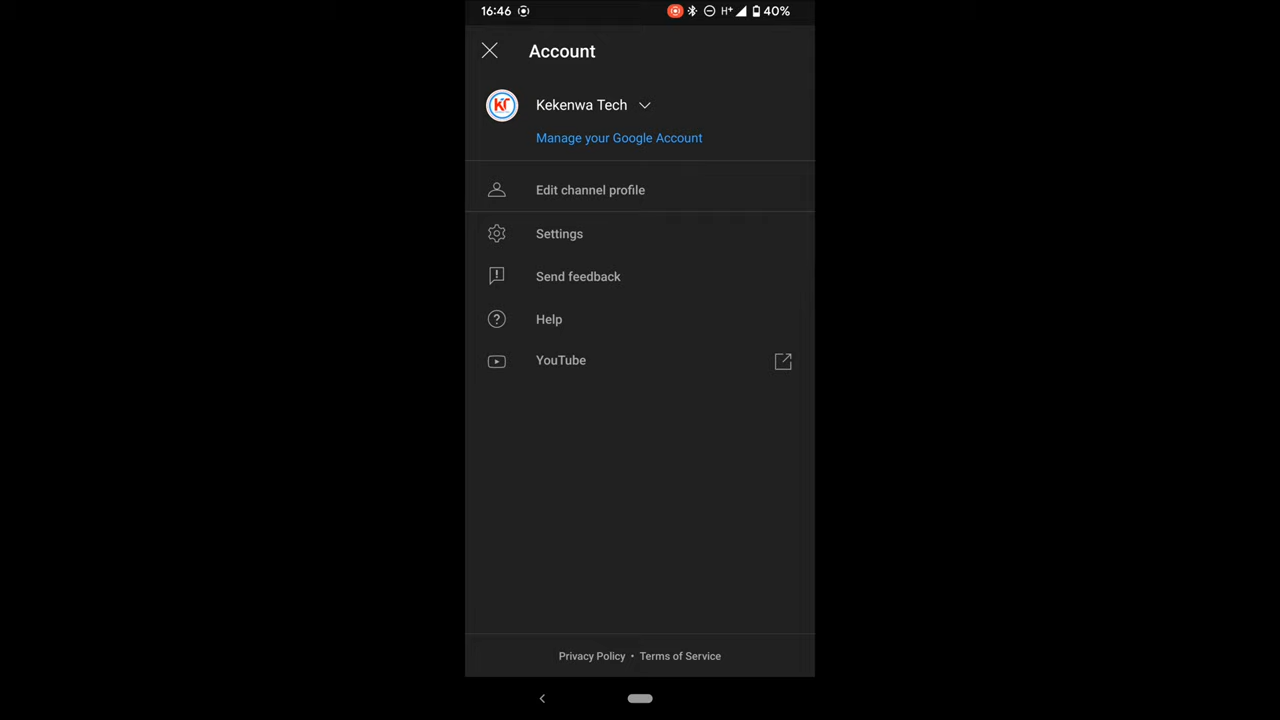 16:46 H+ 40%
Account
KT Kekenwa Tech
Manage your Google Account
Edit channel profile
Settings
Send feedback
Help
YouTube
Privacy Policy • Terms of Service